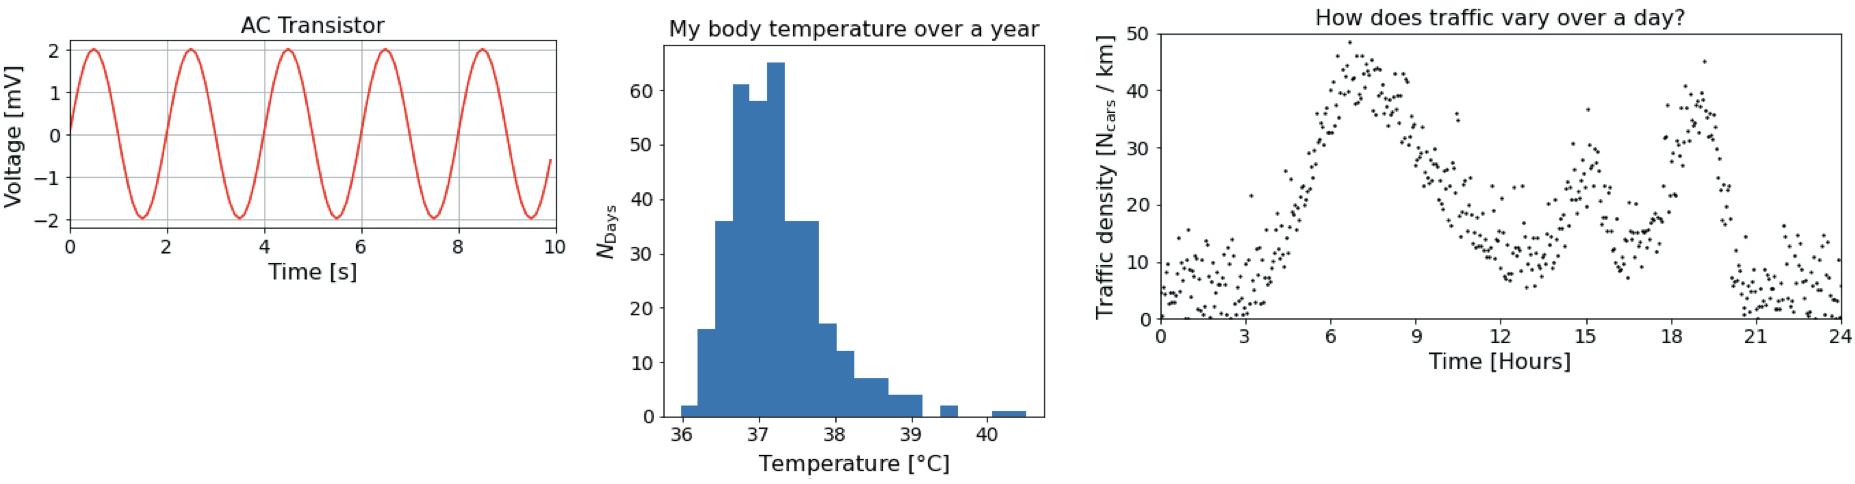 AC Transistor
Voltage [mV]
2
1
0
−1
−2
0 2 4 6 8 10
Time [s]
My body temperature over a year
N_Days
60
50
40
30
20
10
0
36 37 38 39 40
Temperature [°C]
How does traffic vary over a day?
Traffic density [N_cars / km]
50
40
30
20
10
0
0 3 6 9 12 15 18 21 24
Time [Hours]